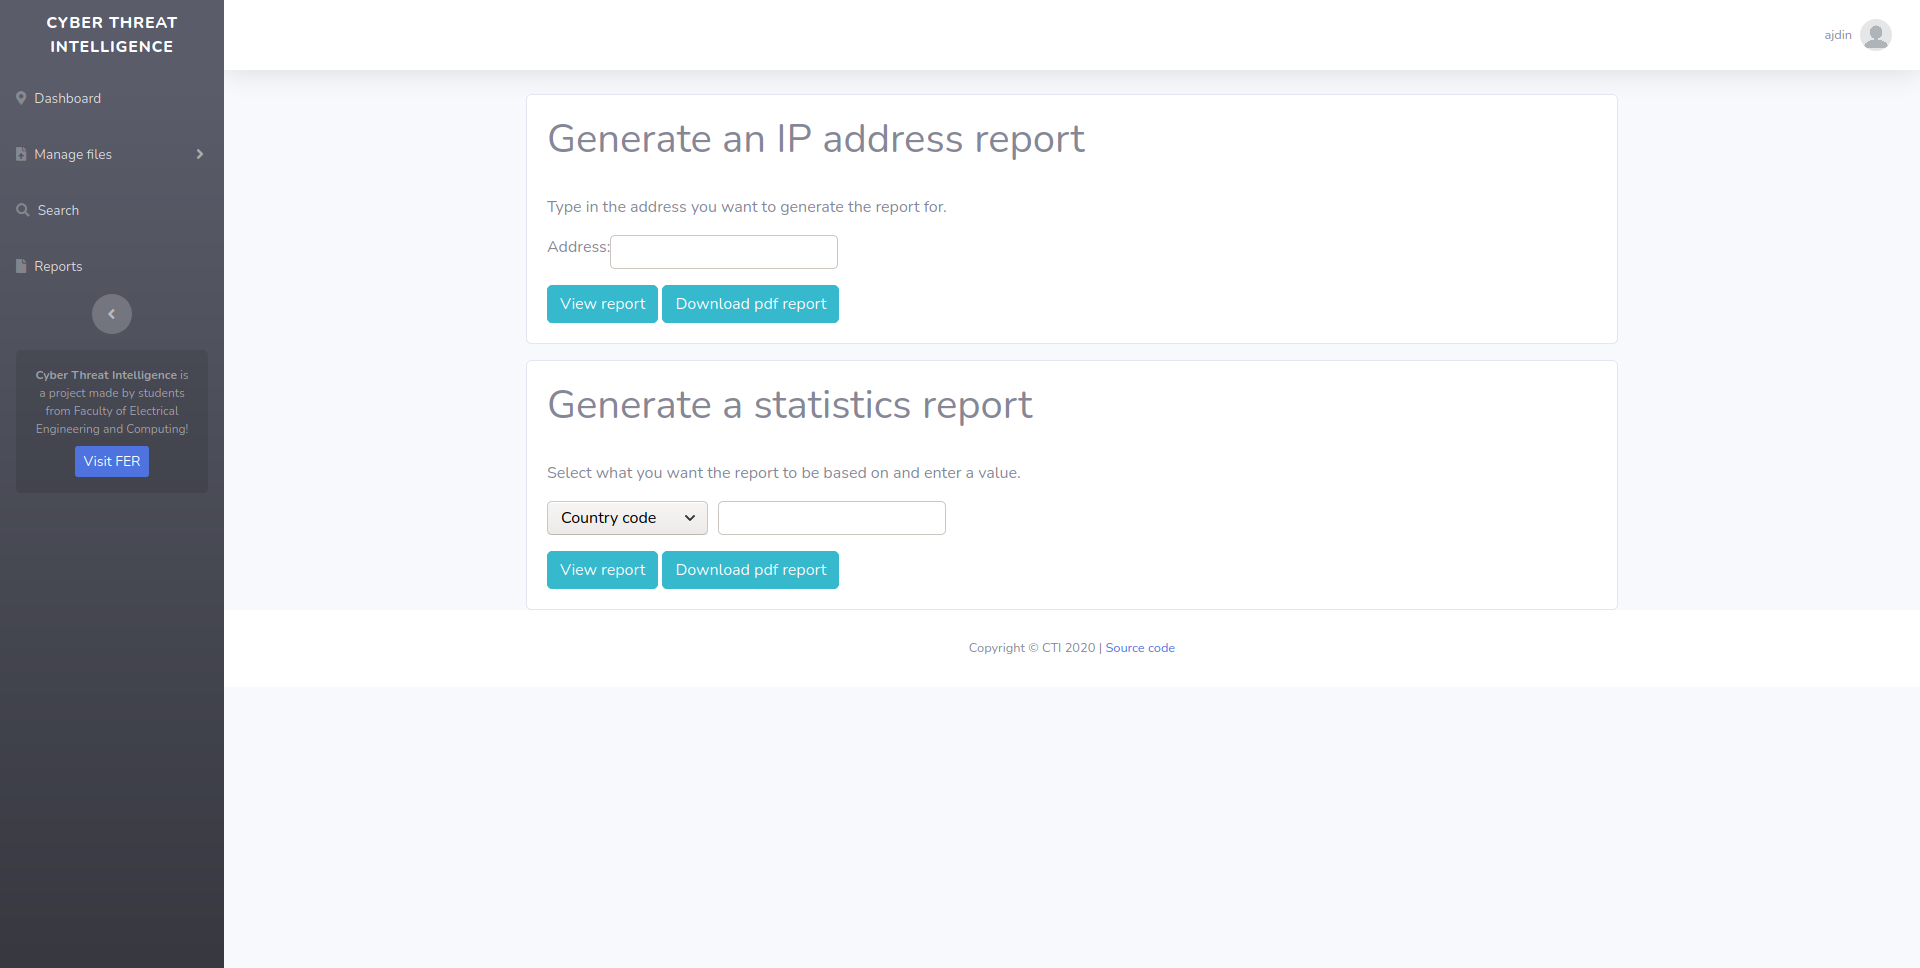 CYBER THREAT
INTELLIGENCE
Dashboard
Manage files
Search
Reports
Cyber Threat Intelligence is
a project made by students
from Faculty of Electrical
Engineering and Computing!
Visit FER
ajdin
Generate an IP address report
Type in the address you want to generate the report for.
Address:
View report Download pdf report
Generate a statistics report
Select what you want the report to be based on and enter a value.
Country code
View report Download pdf report
Copyright © CTI 2020 | Source code